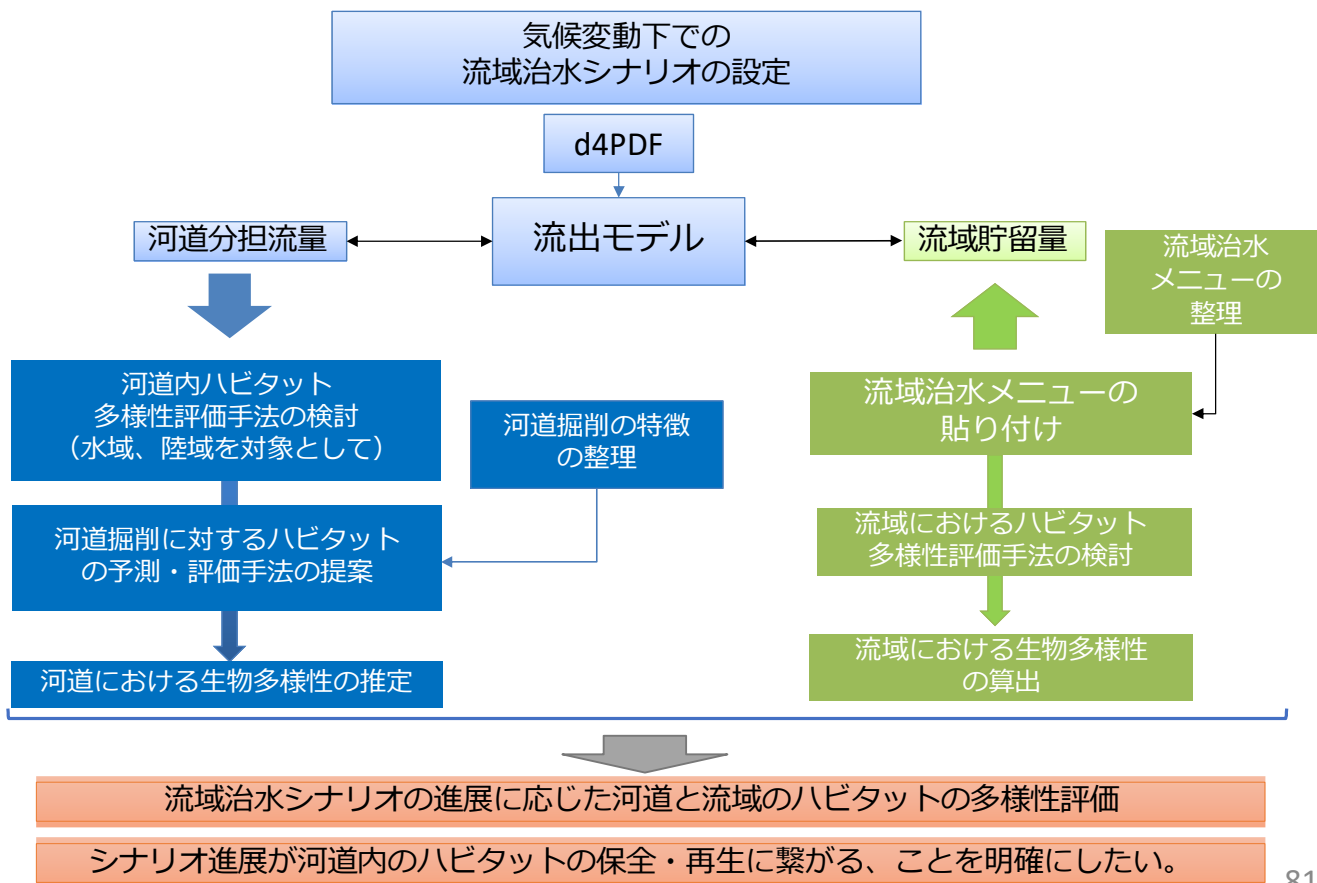 気候変動下での
流域治水シナリオの設定
d4PDF
河道分担流量
流出モデル
流域貯留量
流域治水
メニューの
整理
河道内ハビタット
多様性評価手法の検討
（水域、陸域を対象として）
河道掘削の特徴
の整理
流域治水メニューの
貼り付け
河道掘削に対するハビタット
の予測・評価手法の提案
流域におけるハビタット
多様性評価手法の検討
河道における生物多様性の推定
流域における生物多様性
の算出
流域治水シナリオの進展に応じた河道と流域のハビタットの多様性評価
シナリオ進展が河道内のハビタットの保全・再生に繋がる、ことを明確にしたい。
81